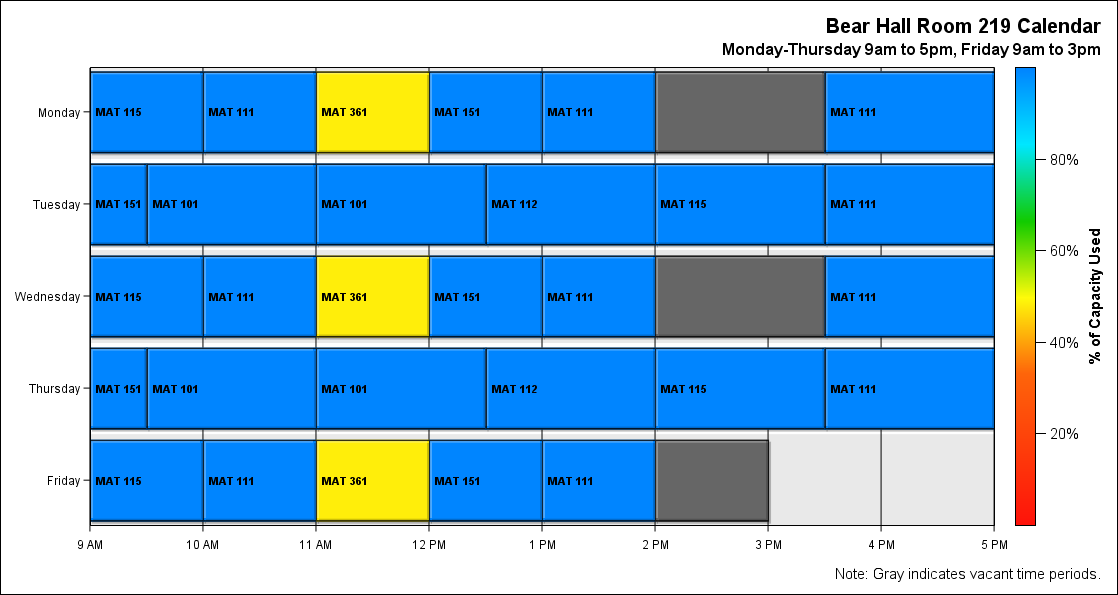 Bear Hall Room 219 Calendar
Monday-Thursday 9am to 5pm, Friday 9am to 3pm
Monday MAT 115 MAT 111 MAT 361 MAT 151 MAT 111 MAT 111
Tuesday MAT 151 MAT 101 MAT 101 MAT 112 MAT 115 MAT 111
Wednesday MAT 115 MAT 111 MAT 361 MAT 151 MAT 111 MAT 111
Thursday MAT 151 MAT 101 MAT 101 MAT 112 MAT 115 MAT 111
Friday MAT 115 MAT 111 MAT 361 MAT 151 MAT 111
9 AM 10 AM 11 AM 12 PM 1 PM 2 PM 3 PM 4 PM 5 PM
80%
60%
40%
20%
% of Capacity Used
Note: Gray indicates vacant time periods.